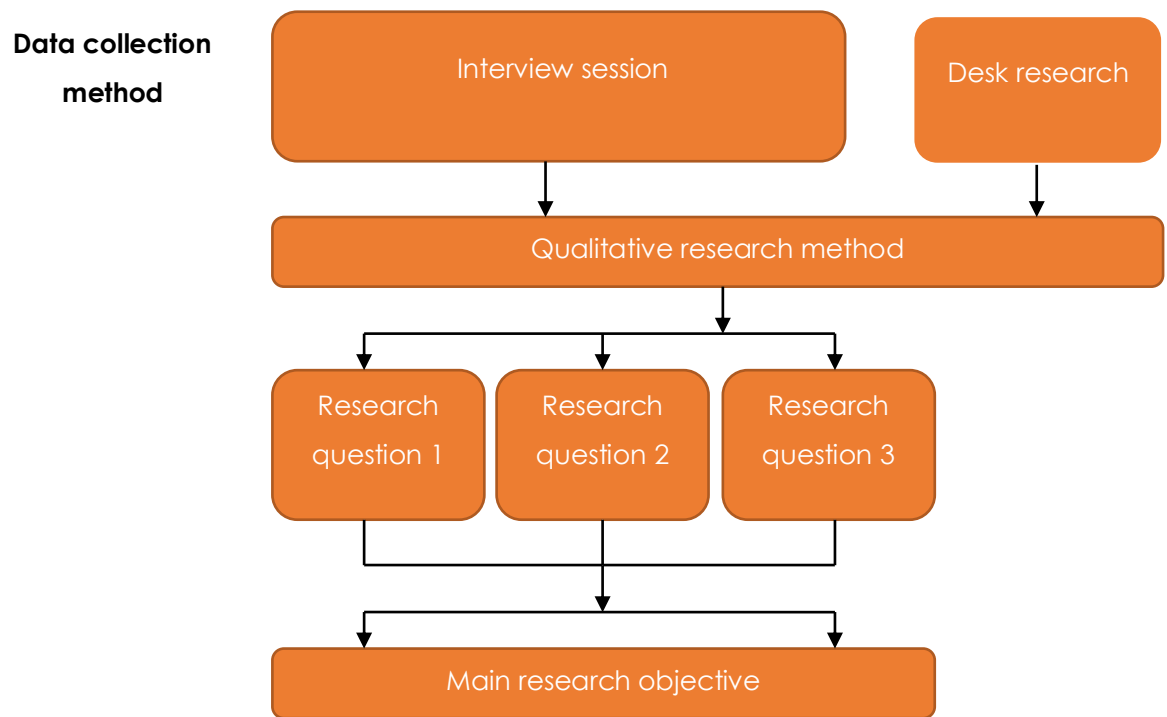 Data collection
method
Interview session
Desk research
Qualitative research method
Research
question 1
Research
question 2
Research
question 3
Main research objective